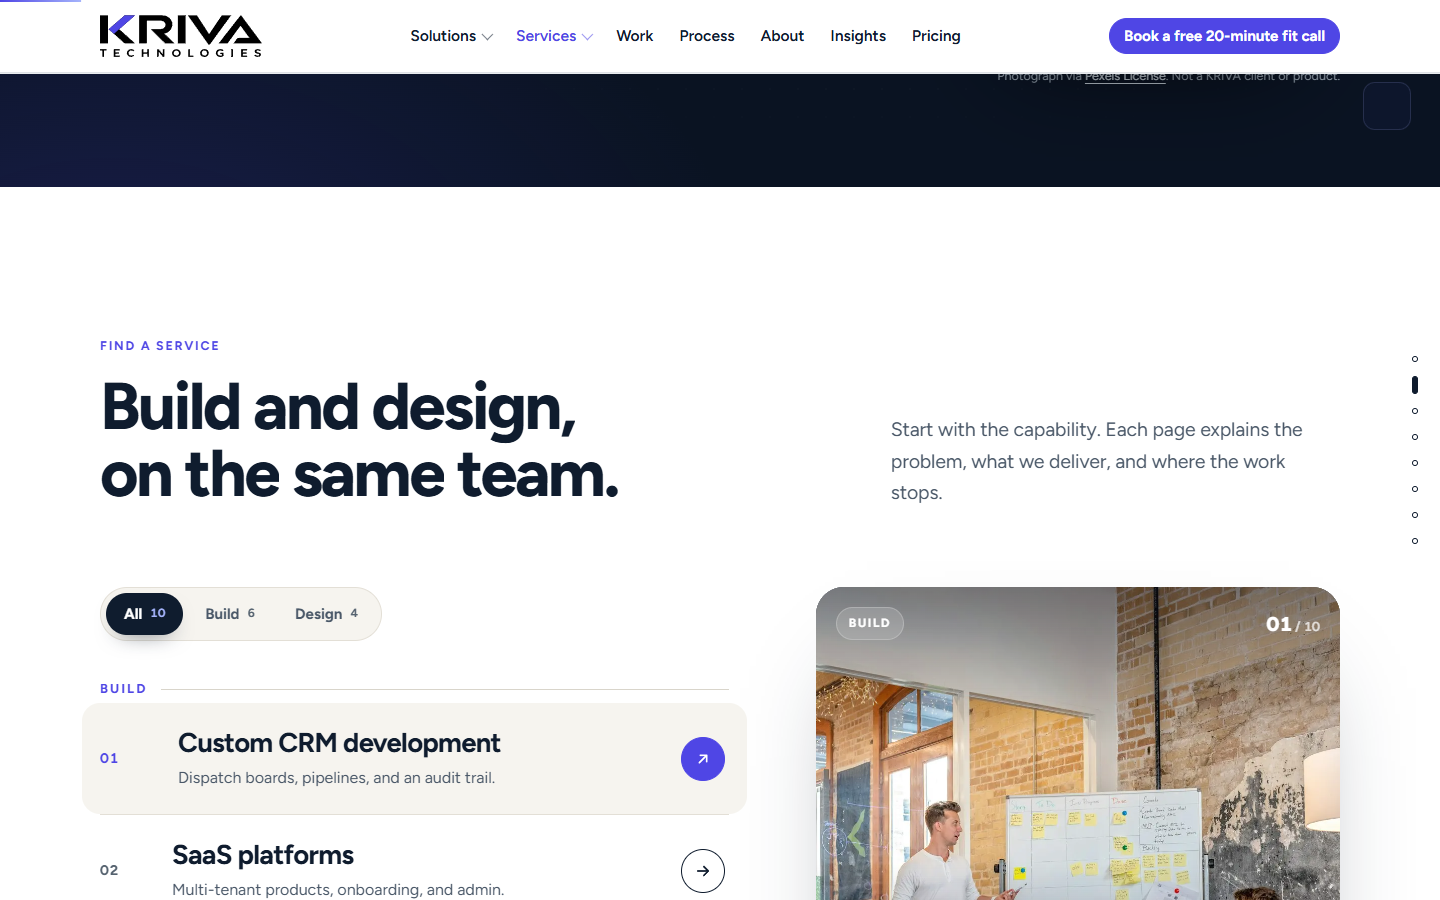 KRIVA
TECHNOLOGIES
Solutions
Services
Work
Process
About
Insights
Pricing
Book a free 20-minute fit call
Photograph via Pexels License. Not a KRIVA client or product.
FIND A SERVICE
Build and design,
on the same team.
Start with the capability. Each page explains the
problem, what we deliver, and where the work
stops.
All 10
Build 6
Design 4
BUILD
01
Custom CRM development
Dispatch boards, pipelines, and an audit trail.
02
SaaS platforms
Multi-tenant products, onboarding, and admin.
BUILD
01 / 10